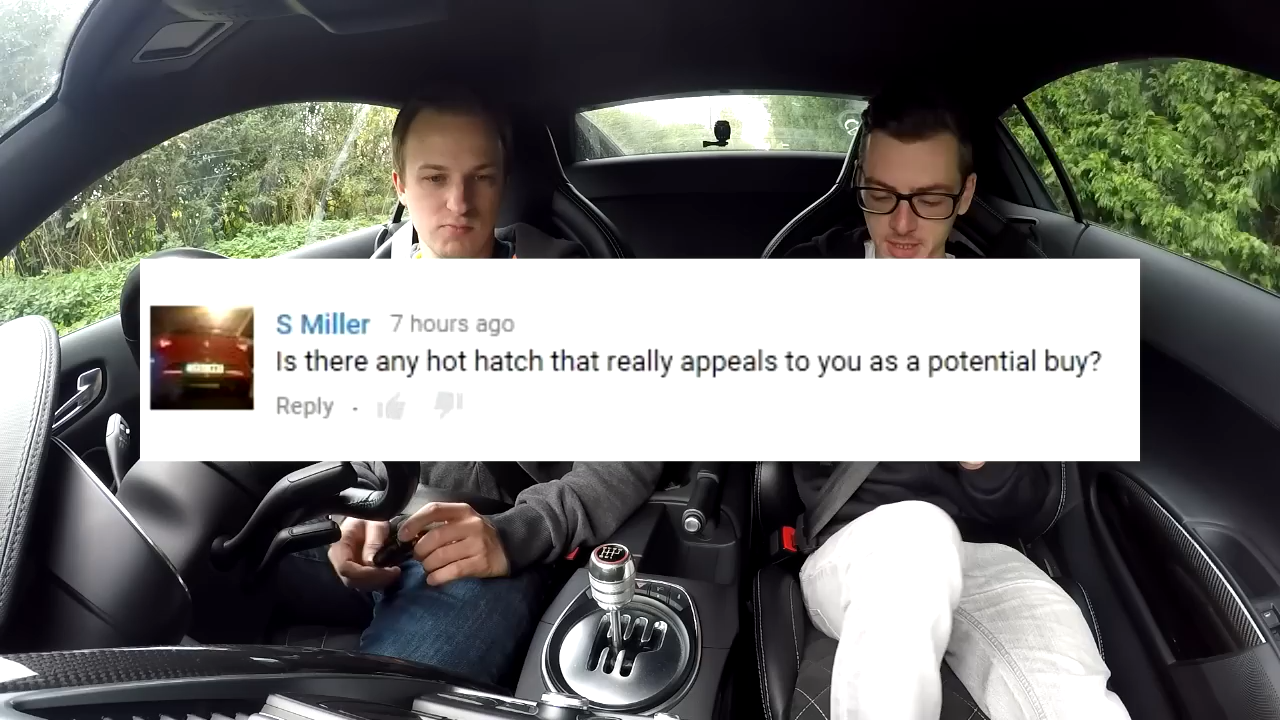 S Miller 7 hours ago
Is there any hot hatch that really appeals to you as a potential buy?
Reply